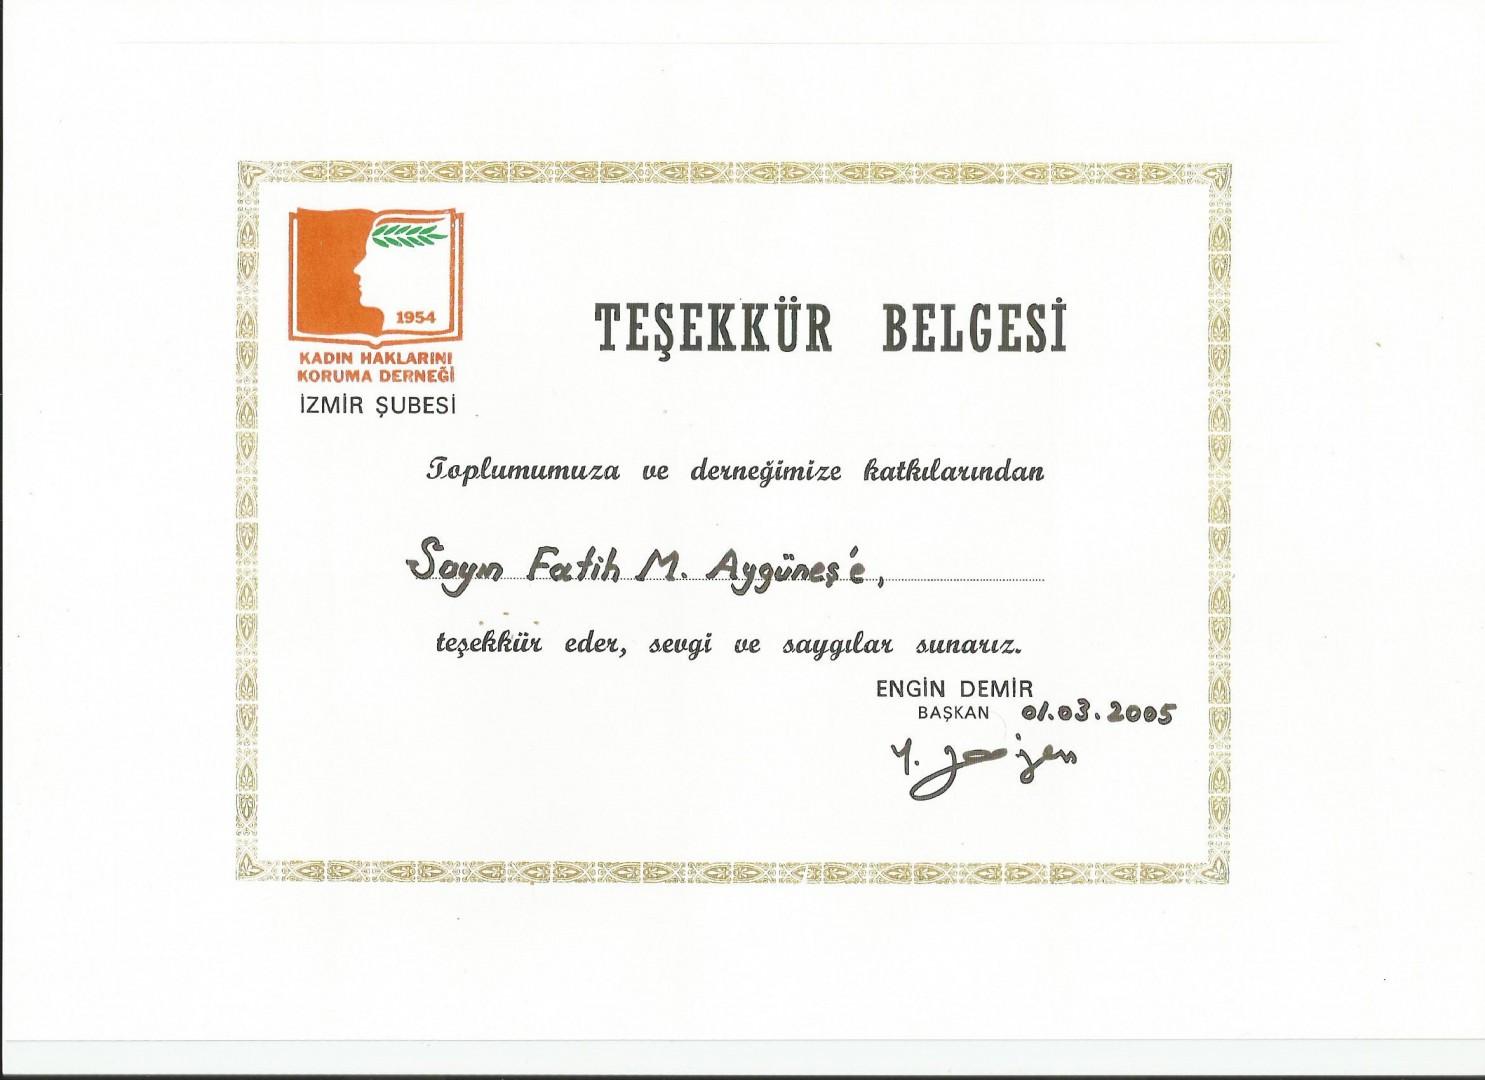 1954
KADIN HAKLARINI
KORUMA DERNEĞİ
İZMİR ŞUBESİ
TEŞEKKÜR BELGESİ
Toplumumuza ve derneğimize katkılarından
Sayın Fatih M. Aygüneş'e,
teşekkür eder, sevgi ve saygılar sunarız.
ENGİN DEMİR
BAŞKAN 01.03.2005